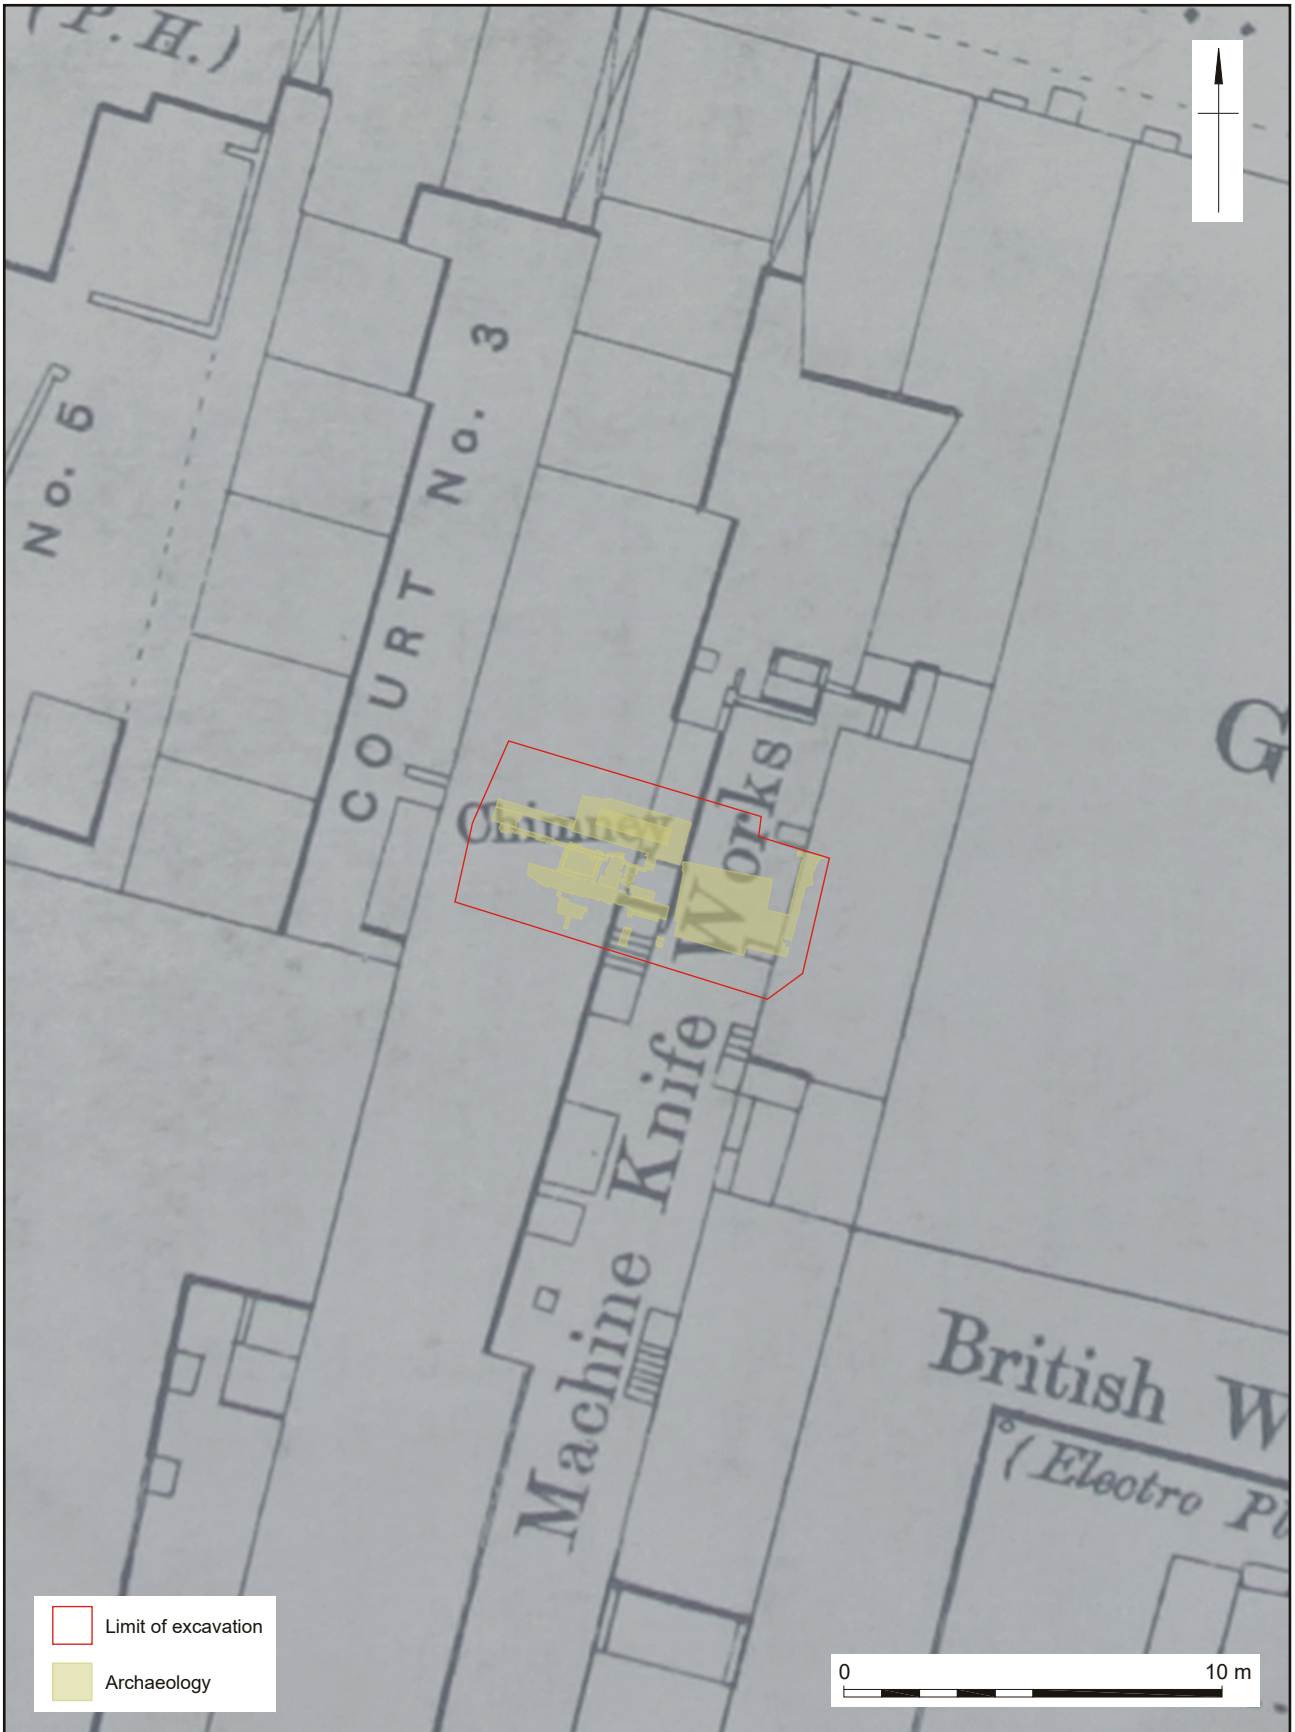 (P.H.)
No. 5
COURT No. 3
Chimney
Machine Knife Works
G
British W
(Electro Pl
Limit of excavation
Archaeology
0 10 m